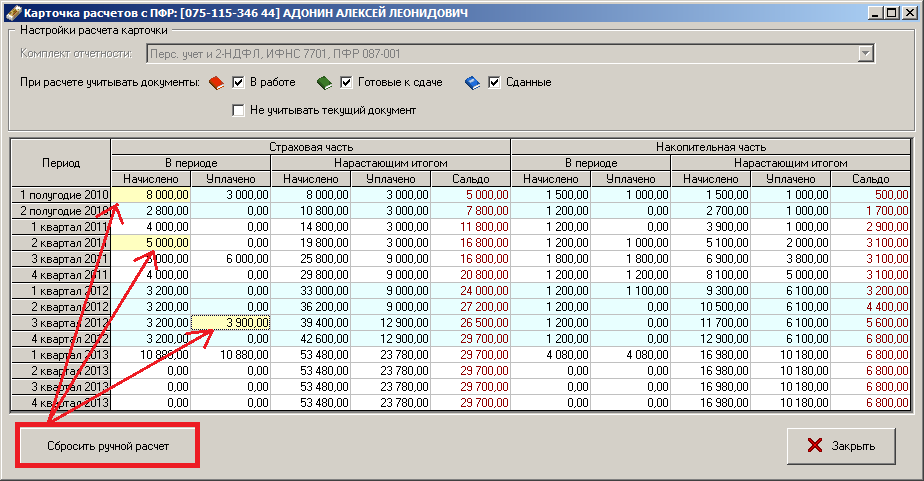 Карточка расчетов с ПФР: [075-115-346 44] АДОНИН АЛЕКСЕЙ ЛЕОНИДОВИЧ
Настройки расчета карточки
Комплект отчетности: Перс. учет и 2-НДФЛ, ИФНС 7701, ПФР 087-001
При расчете учитывать документы: В работе Готовые к сдаче Сданные
Не учитывать текущий документ
Период Страховая часть Накопительная часть
В периоде Нарастающим итогом В периоде Нарастающим итогом
Начислено Уплачено Начислено Уплачено Сальдо Начислено Уплачено Начислено Уплачено Сальдо
1 полугодие 2010 8 000,00 3 000,00 8 000,00 3 000,00 5 000,00 1 500,00 1 000,00 1 500,00 1 000,00 500,00
2 полугодие 2010 2 800,00 0,00 10 800,00 3 000,00 7 800,00 1 200,00 0,00 2 700,00 1 000,00 1 700,00
1 квартал 2011 4 000,00 0,00 14 800,00 3 000,00 11 800,00 1 200,00 0,00 3 900,00 1 000,00 2 900,00
2 квартал 2011 5 000,00 0,00 19 800,00 3 000,00 16 800,00 1 200,00 1 000,00 5 100,00 2 000,00 3 100,00
3 квартал 2011 6 000,00 6 000,00 25 800,00 9 000,00 16 800,00 1 800,00 1 800,00 6 900,00 3 800,00 3 100,00
4 квартал 2011 4 000,00 0,00 29 800,00 9 000,00 20 800,00 1 200,00 1 200,00 8 100,00 5 000,00 3 100,00
1 квартал 2012 3 200,00 0,00 33 000,00 9 000,00 24 000,00 1 200,00 1 100,00 9 300,00 6 100,00 3 200,00
2 квартал 2012 3 200,00 0,00 36 200,00 9 000,00 27 200,00 1 200,00 0,00 10 500,00 6 100,00 4 400,00
3 квартал 2012 3 200,00 3 900,00 39 400,00 12 900,00 26 500,00 1 200,00 0,00 11 700,00 6 100,00 5 600,00
4 квартал 2012 3 200,00 0,00 42 600,00 12 900,00 29 700,00 1 200,00 0,00 12 900,00 6 100,00 6 800,00
1 квартал 2013 10 880,00 10 880,00 53 480,00 23 780,00 29 700,00 4 080,00 4 080,00 16 980,00 10 180,00 6 800,00
2 квартал 2013 0,00 0,00 53 480,00 23 780,00 29 700,00 0,00 0,00 16 980,00 10 180,00 6 800,00
3 квартал 2013 0,00 0,00 53 480,00 23 780,00 29 700,00 0,00 0,00 16 980,00 10 180,00 6 800,00
4 квартал 2013 0,00 0,00 53 480,00 23 780,00 29 700,00 0,00 0,00 16 980,00 10 180,00 6 800,00
Сбросить ручной расчет Закрыть